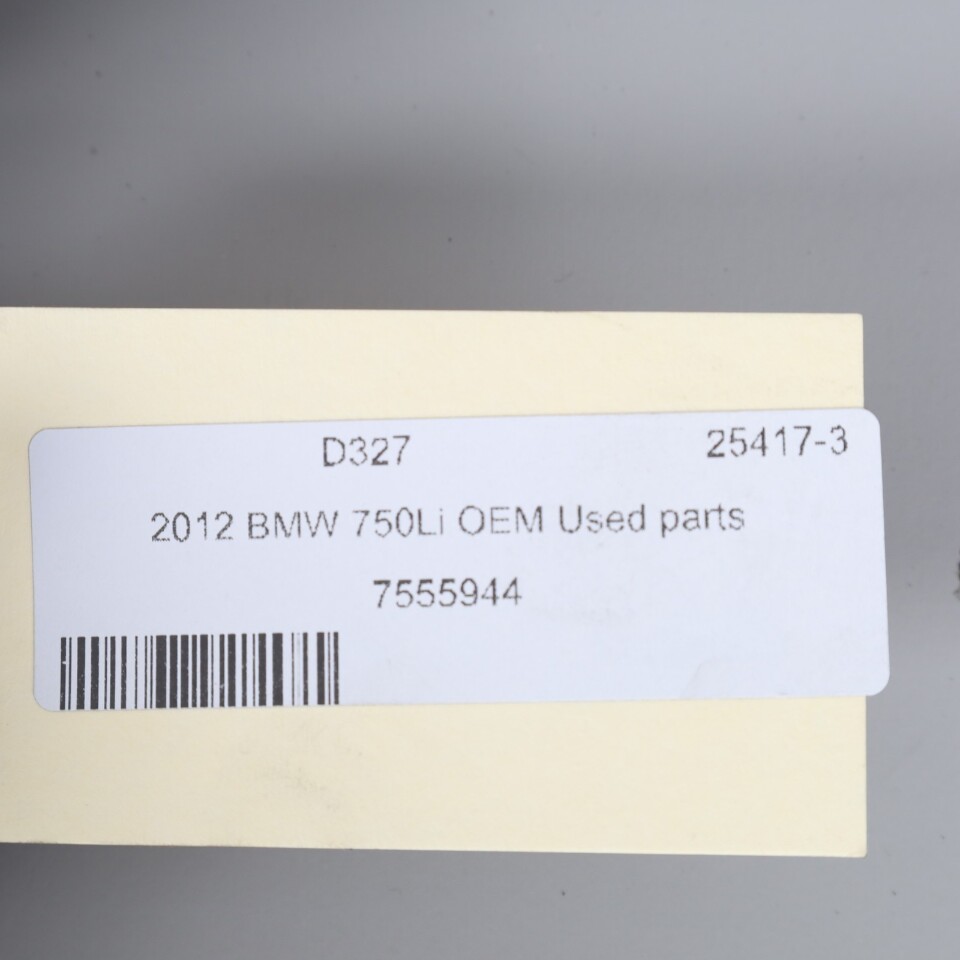 D327 25417-3
2012 BMW 750Li OEM Used parts
7555944